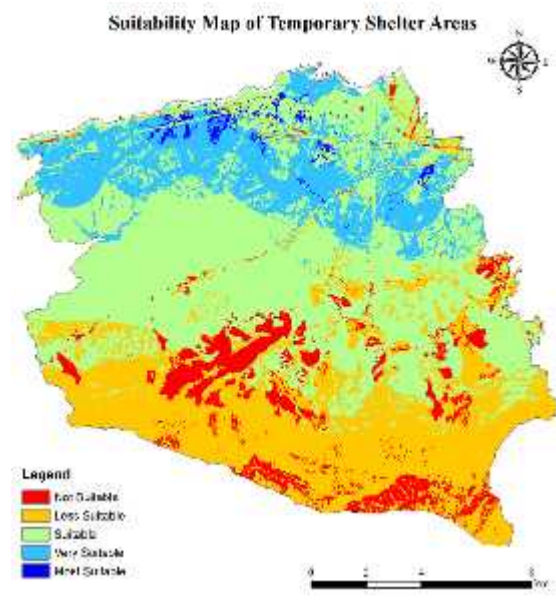 Suitability Map of Temporary Shelter Areas
N
W E
S
Legend
Not Suitable
Less Suitable
Suitable
Very Suitable
Most Suitable
0 2 4